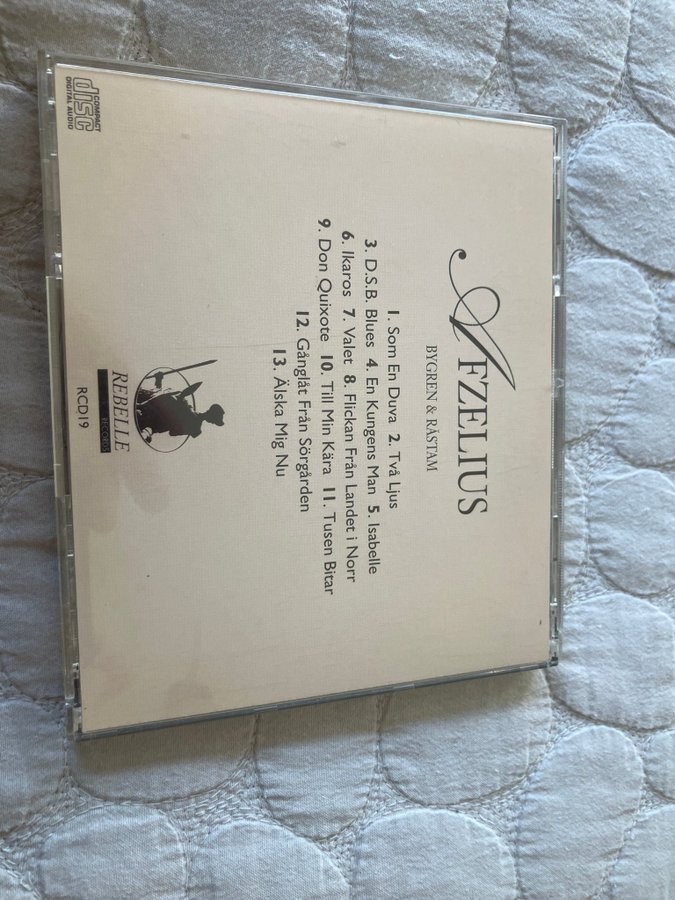 AFZELIUS
BYGREN & RÅSTAM
1. Som En Duva 2. Två Ljus
3. D.S.B. Blues 4. En Kungens Man 5. Isabelle
6. Ikaros 7. Valet 8. Flickan Från Landet i Norr
9. Don Quixote 10. Till Min Kära 11. Tusen Bitar
12. Gånglåt Från Sörgården
13. Älska Mig Nu
REBELLE
RECORDS
RCD19
COMPACT
disc
DIGITAL AUDIO